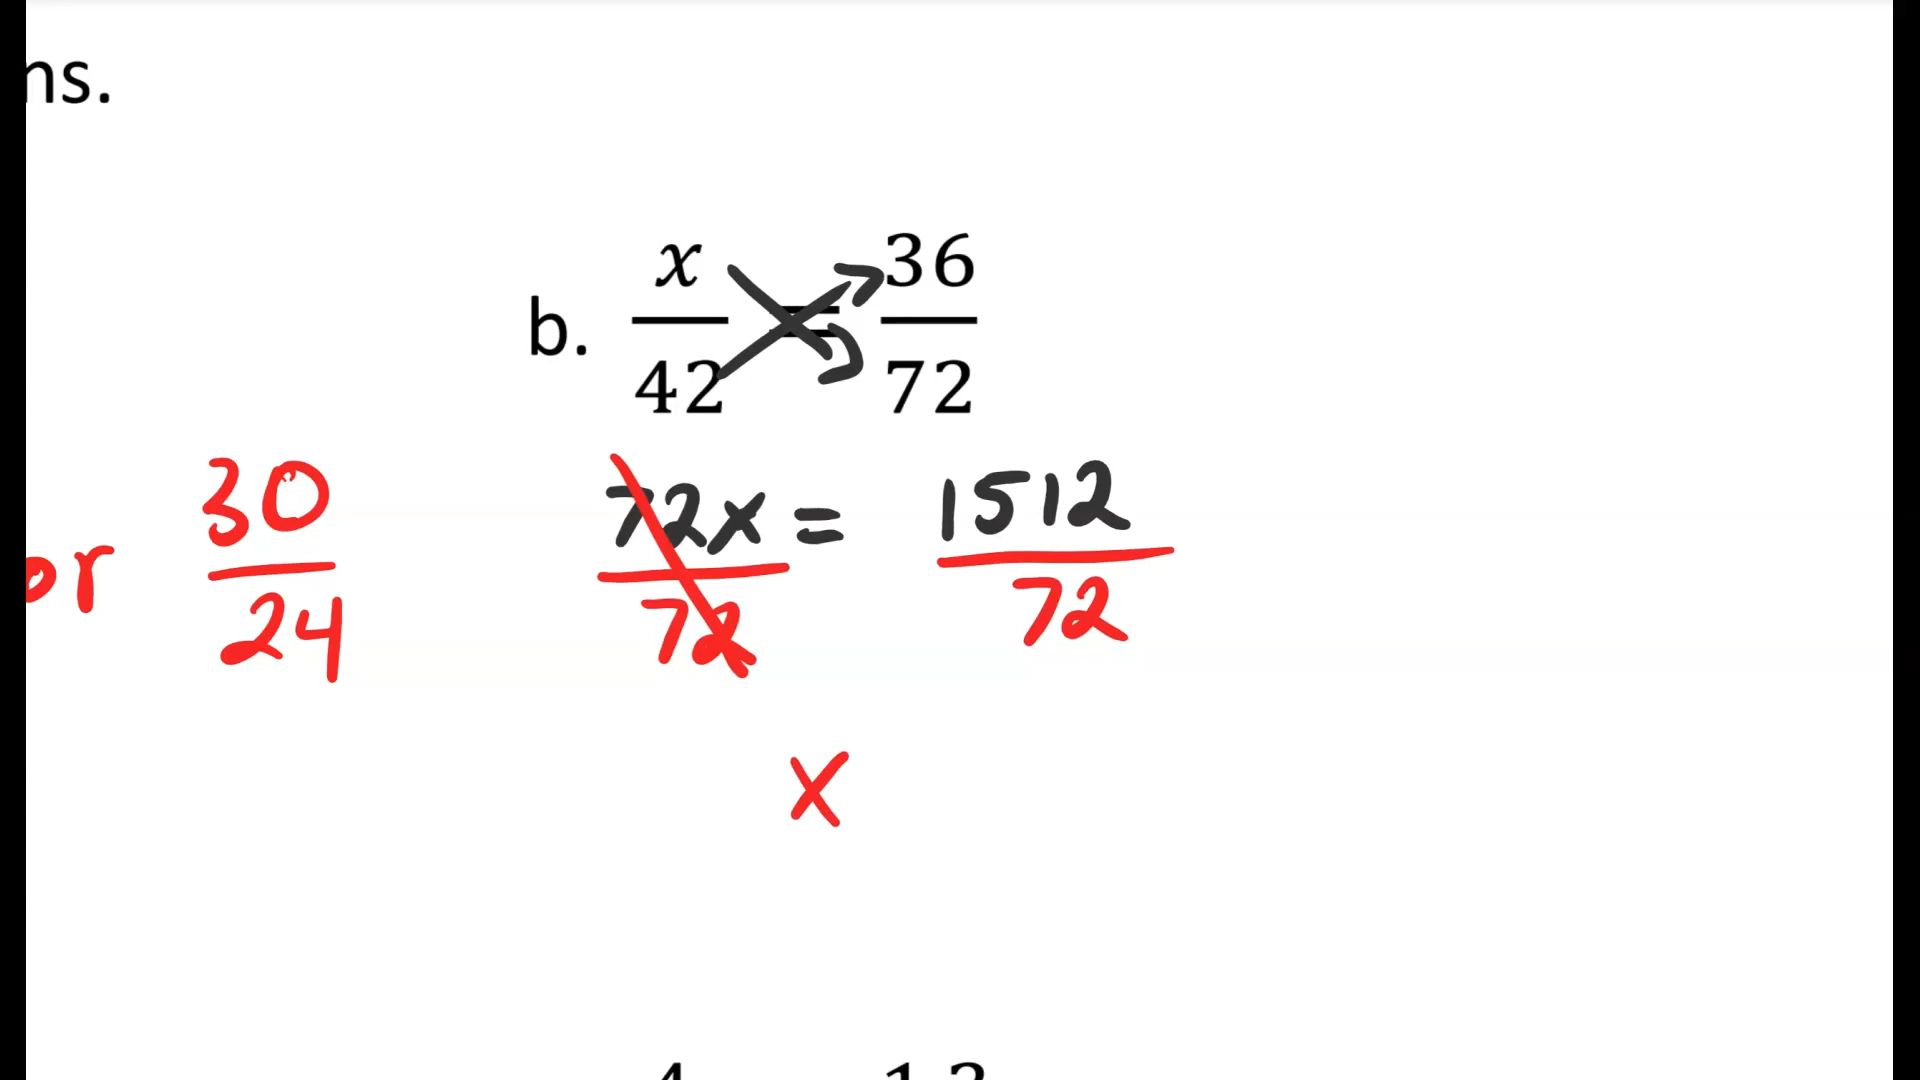 ns.
b. x/42 = 36/72
or 30/24
72x/72 = 1512/72
x